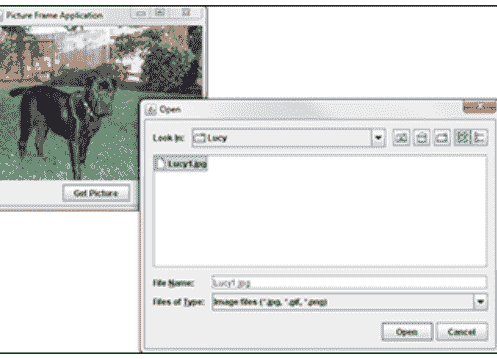 Picture Frame Application
Get Picture
Open
Look In:
Lucy
Lucy1.jpg
File Name:
Lucy1.jpg
Files of Type:
Image files (*.jpg, *.gif, *.png)
Open
Cancel